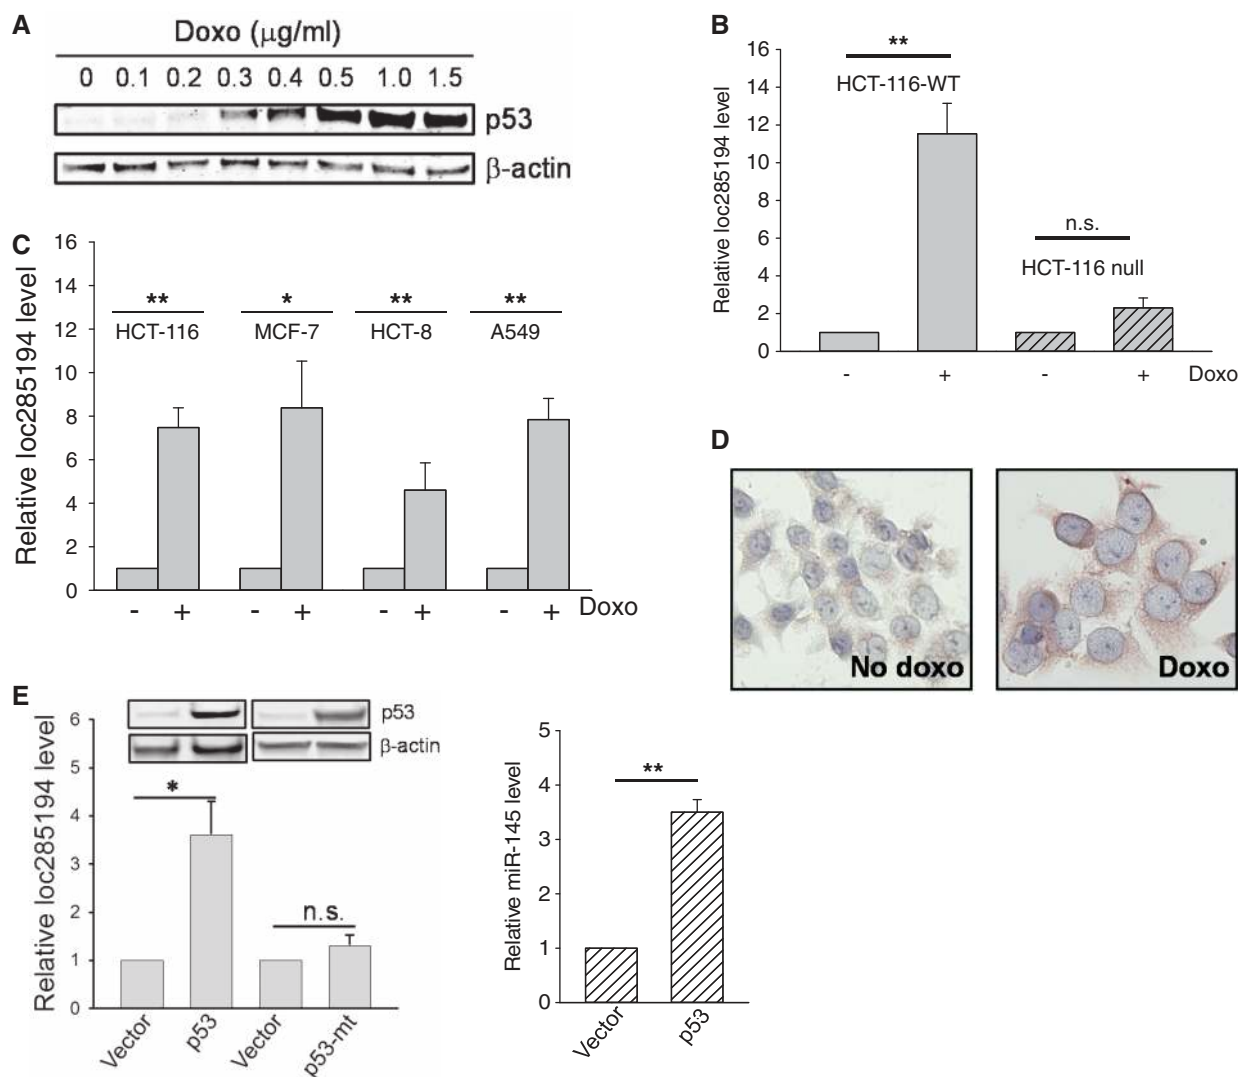 A
Doxo (μg/ml)
0 0.1 0.2 0.3 0.4 0.5 1.0 1.5
p53
β-actin
B
Relative loc285194 level
16
14
12
10
8
6
4
2
0
**
HCT-116-WT
n.s.
HCT-116 null
- + - + Doxo
C
Relative loc285194 level
16
14
12
10
8
6
4
2
0
** * ** **
HCT-116 MCF-7 HCT-8 A549
- + - + - + - + Doxo
D
No doxo Doxo
E
Relative loc285194 level
6
5
4
3
2
1
0
p53
β-actin
*
n.s.
Vector p53 Vector p53-mt
Relative miR-145 level
5
4
3
2
1
0
**
Vector p53